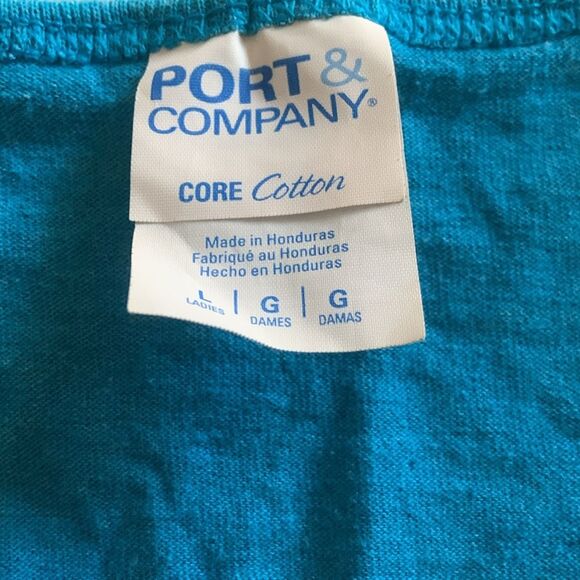 PORT &
COMPANY®
CORE Cotton
Made in Honduras
Fabriqué au Honduras
Hecho en Honduras
L | G | G
LADIES DAMES DAMAS